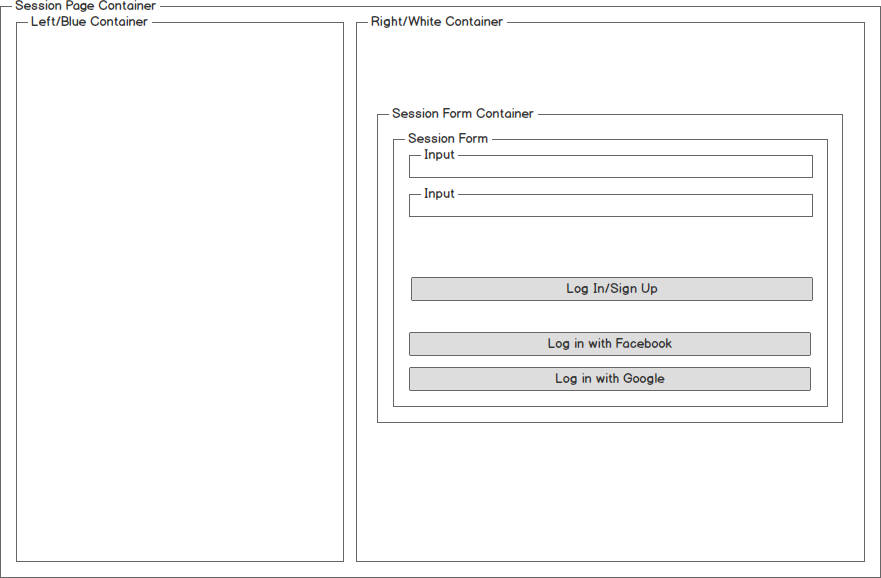 Session Page Container
Left/Blue Container
Right/White Container
Session Form Container
Session Form
Input
Input
Log In/Sign Up
Log in with Facebook
Log in with Google